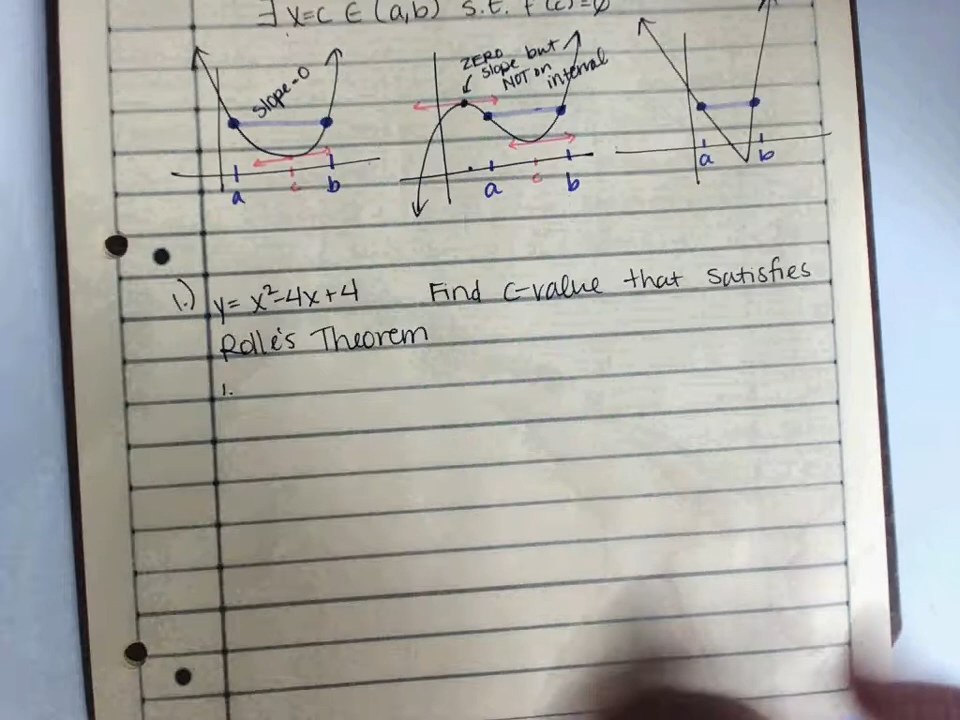 ∃ x=c ∈ (a,b) s.t. f'(c)=0
slope=0
a c b
ZERO
slope but
NOT on
interval
a c b
a b
1.) y= x²-4x+4 Find c-value that satisfies
Rolle's Theorem
1.